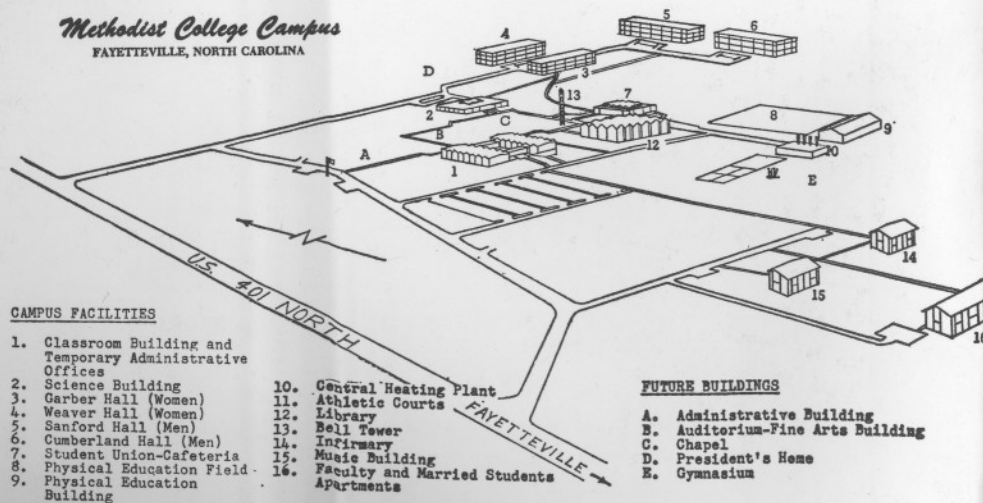 Methodist College Campus
FAYETTEVILLE, NORTH CAROLINA
5
6
4
3
D
13
7
2
8
C
9
B
10
12
A
1
E
N
14
15
16
U.S. 401 NORTH
FAYETTEVILLE
CAMPUS FACILITIES
1. Classroom Building and
Temporary Administrative
Offices
2. Science Building
3. Garber Hall (Women)
4. Weaver Hall (Women)
5. Sanford Hall (Men)
6. Cumberland Hall (Men)
7. Student Union-Cafeteria
8. Physical Education Field
9. Physical Education
Building
10. Central Heating Plant
11. Athletic Courts
12. Library
13. Bell Tower
14. Infirmary
15. Music Building
16. Faculty and Married Students
Apartments
FUTURE BUILDINGS
A. Administrative Building
B. Auditorium-Fine Arts Building
C. Chapel
D. President's Home
E. Gymnasium